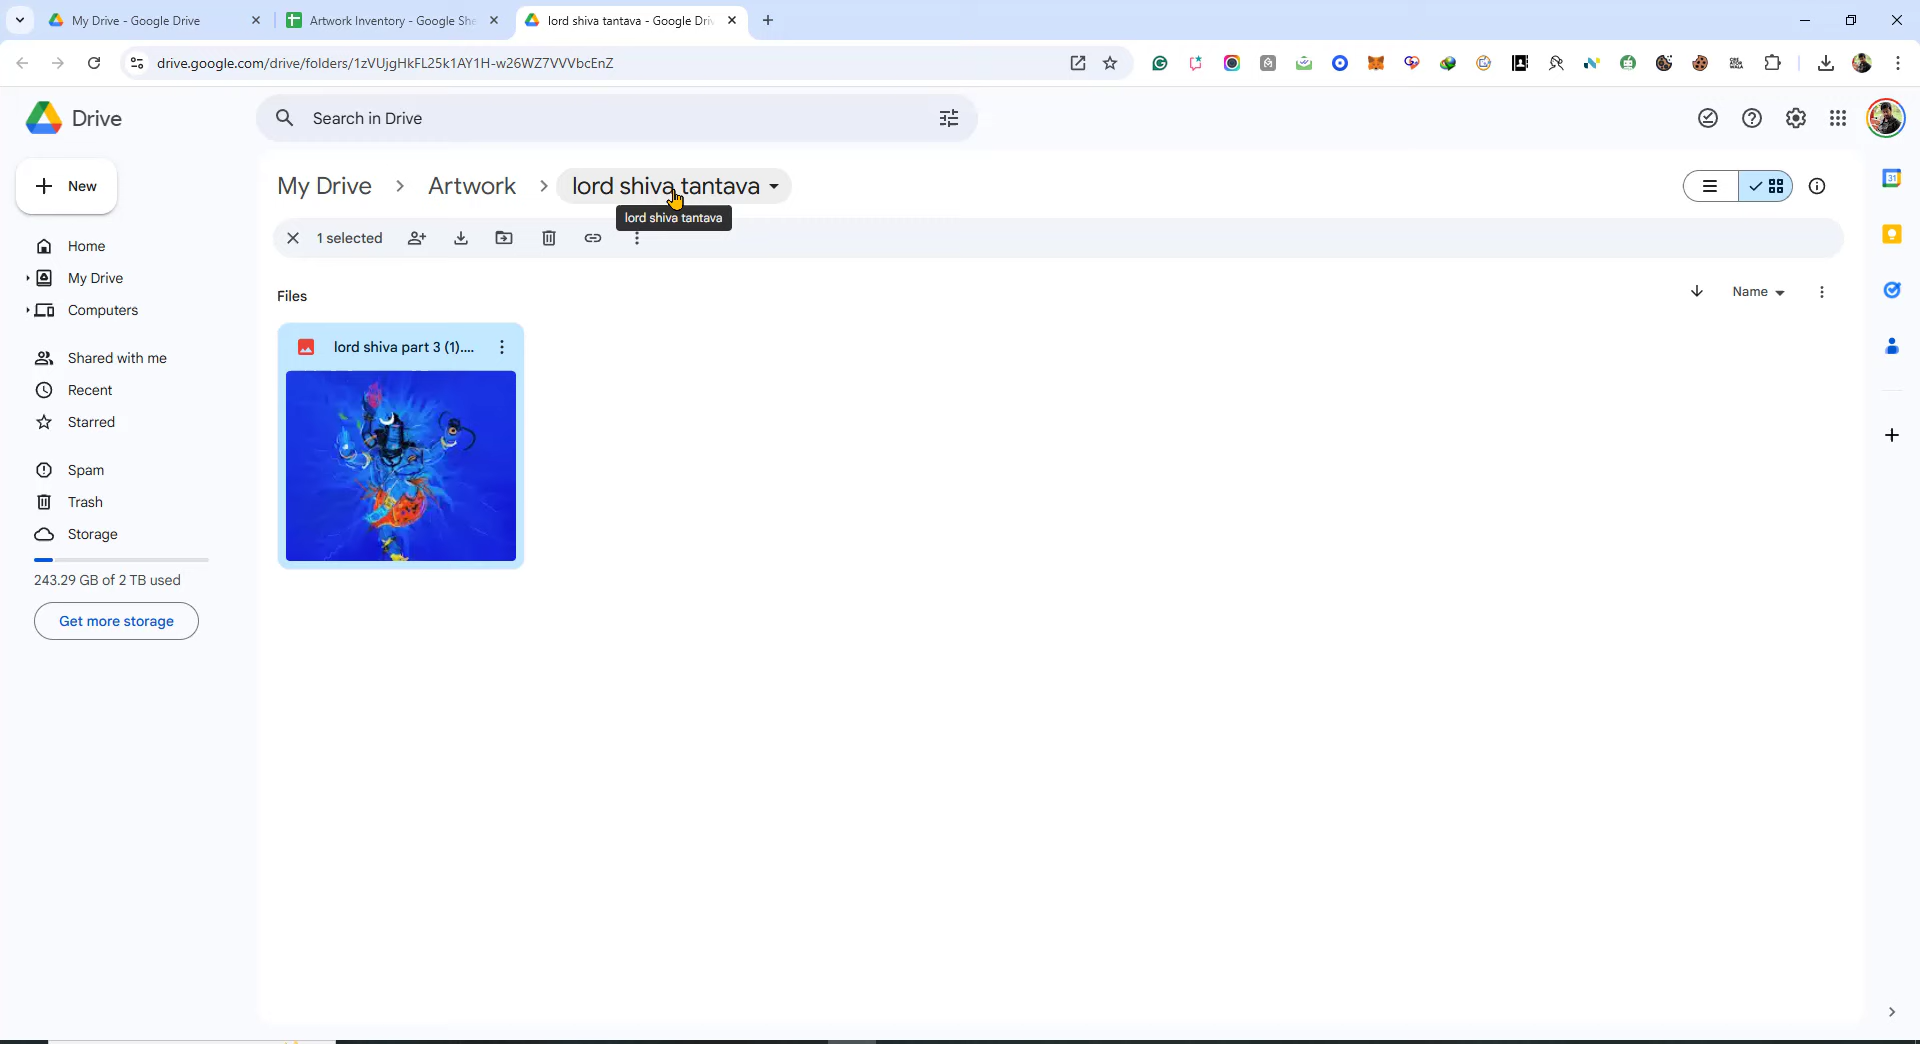 My Drive - Google Drive
Artwork Inventory - Google She
lord shiva tantava - Google Driv
drive.google.com/drive/folders/1zVUjgHkFL25k1AY1H-w26WZ7VVVbcEnZ
Drive
Search in Drive
New
My Drive > Artwork > lord shiva tantava
lord shiva tantava
1 selected
Home
My Drive
Computers
Shared with me
Recent
Starred
Spam
Trash
Storage
243.29 GB of 2 TB used
Get more storage
Files
Name
lord shiva part 3 (1)....
31